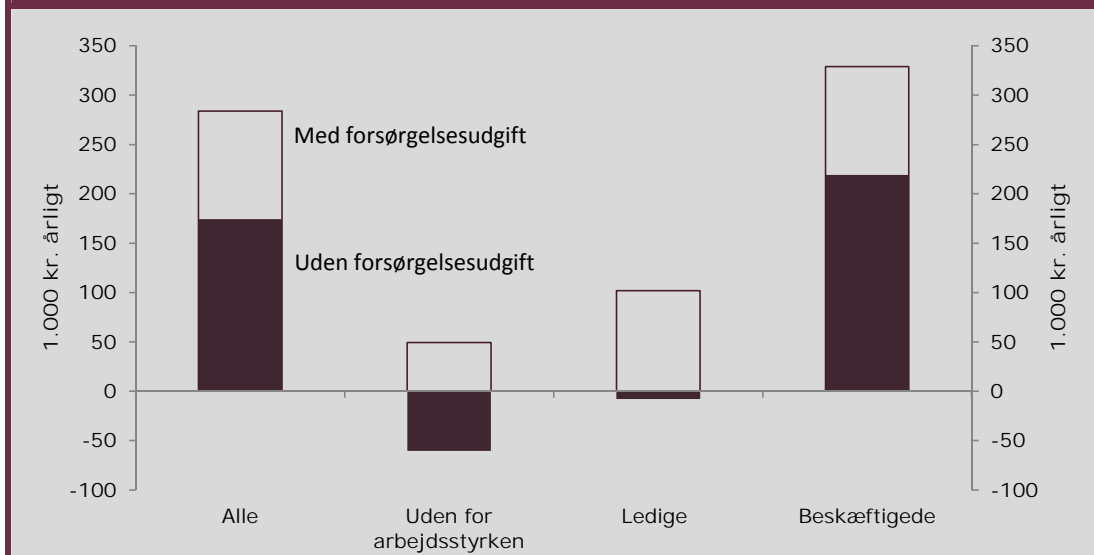 350
300
250
200
150
100
50
0
-50
-100
1.000 kr. årligt
Med forsørgelsesudgift
Uden forsørgelsesudgift
350
300
250
200
150
100
50
0
-50
-100
1.000 kr. årligt
Alle
Uden for
arbejdsstyrken
Ledige
Beskæftigede